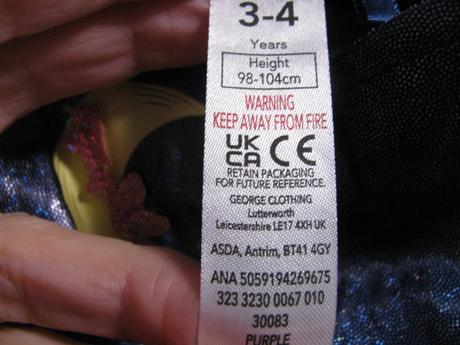 3-4
Years
Height
98-104cm
WARNING
KEEP AWAY FROM FIRE
UK
CA CE
RETAIN PACKAGING
FOR FUTURE REFERENCE.
GEORGE CLOTHING
Lutterworth
Leicestershire LE17 4XH UK
ASDA, Antrim, BT41 4GY
ANA 5059194269675
323 3230 0067 010
30083
PURPLE